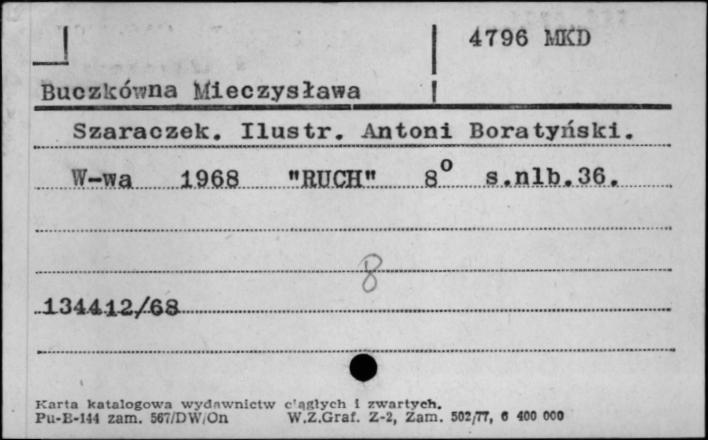 4796 MKD
Buczkówna Mieczysława
Szaraczek. Ilustr. Antoni Boratyński.
W-wa 1968 "RUCH" 8° s.nlb.36.
8
134412/68
Karta katalogowa wydawnictw ciągłych i zwartych.
Pu-B-144 zam. 567/DW/On W.Z.Graf. Z-2, Zam. 502/77, 6 400 000